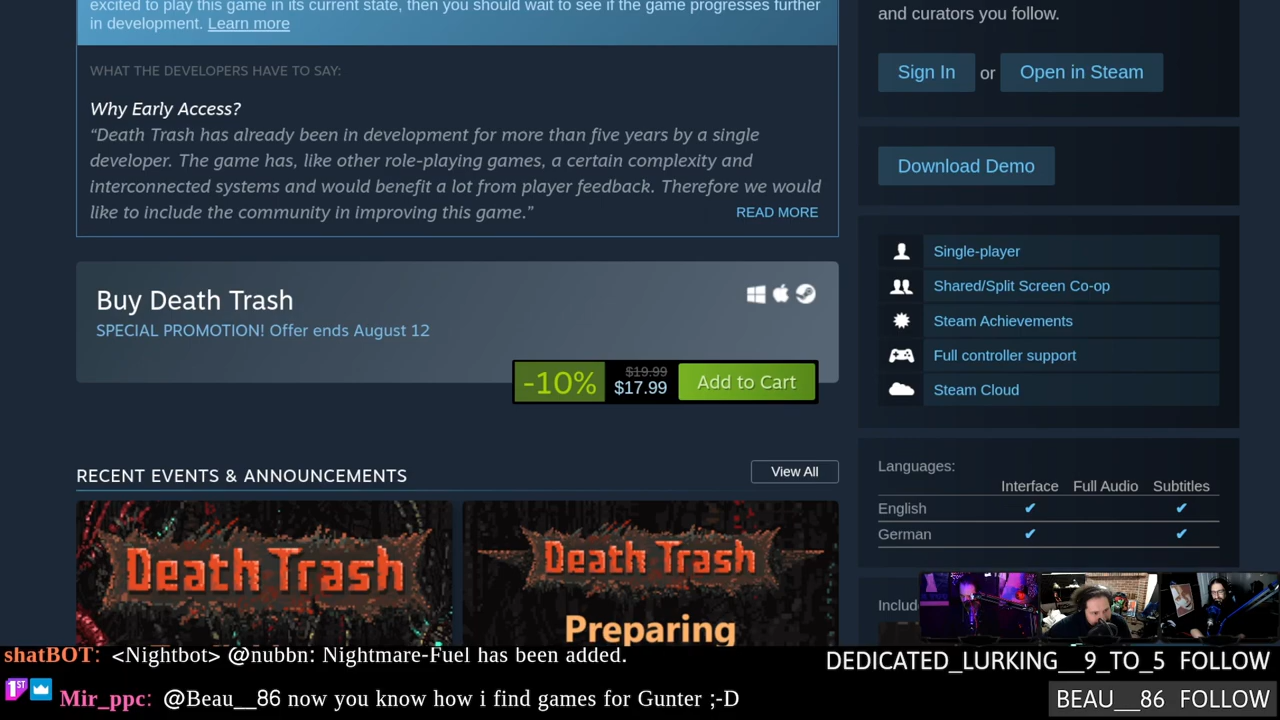 excited to play this game in its current state, then you should wait to see if the game progresses further
in development. Learn more
WHAT THE DEVELOPERS HAVE TO SAY:
Why Early Access?
“Death Trash has already been in development for more than five years by a single
developer. The game has, like other role-playing games, a certain complexity and
interconnected systems and would benefit a lot from player feedback. Therefore we would
like to include the community in improving this game.”
READ MORE
Buy Death Trash
SPECIAL PROMOTION! Offer ends August 12
-10%
$19.99
$17.99
Add to Cart
RECENT EVENTS & ANNOUNCEMENTS
View All
Death Trash
Death Trash
Preparing
and curators you follow.
Sign In or Open in Steam
Download Demo
Single-player
Shared/Split Screen Co-op
Steam Achievements
Full controller support
Steam Cloud
Languages:
Interface Full Audio Subtitles
English ✔ ✔
German ✔ ✔
Includ
shatBOT: <Nightbot> @nubbn: Nightmare-Fuel has been added.
1ST Mir_ppc: @Beau__86 now you know how i find games for Gunter ;-D
DEDICATED_LURKING__9_TO_5 FOLLOW
BEAU__86 FOLLOW